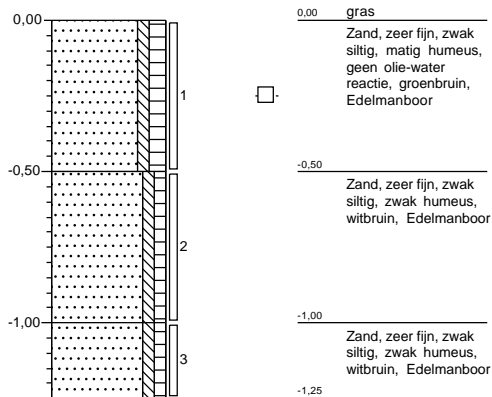 0,00
0,00 gras
Zand, zeer fijn, zwak
siltig, matig humeus,
geen olie-water
reactie, groenbruin,
Edelmanboor
1
-0,50
-0,50
Zand, zeer fijn, zwak
siltig, zwak humeus,
witbruin, Edelmanboor
2
-1,00
-1,00
Zand, zeer fijn, zwak
siltig, zwak humeus,
witbruin, Edelmanboor
3
-1,25